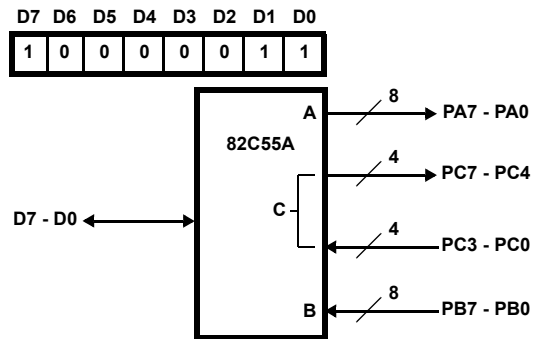 D7 D6 D5 D4 D3 D2 D1 D0
1 0 0 0 0 0 1 1
A 8 PA7 - PA0
82C55A
4 PC7 - PC4
C
D7 - D0
4 PC3 - PC0
B 8 PB7 - PB0